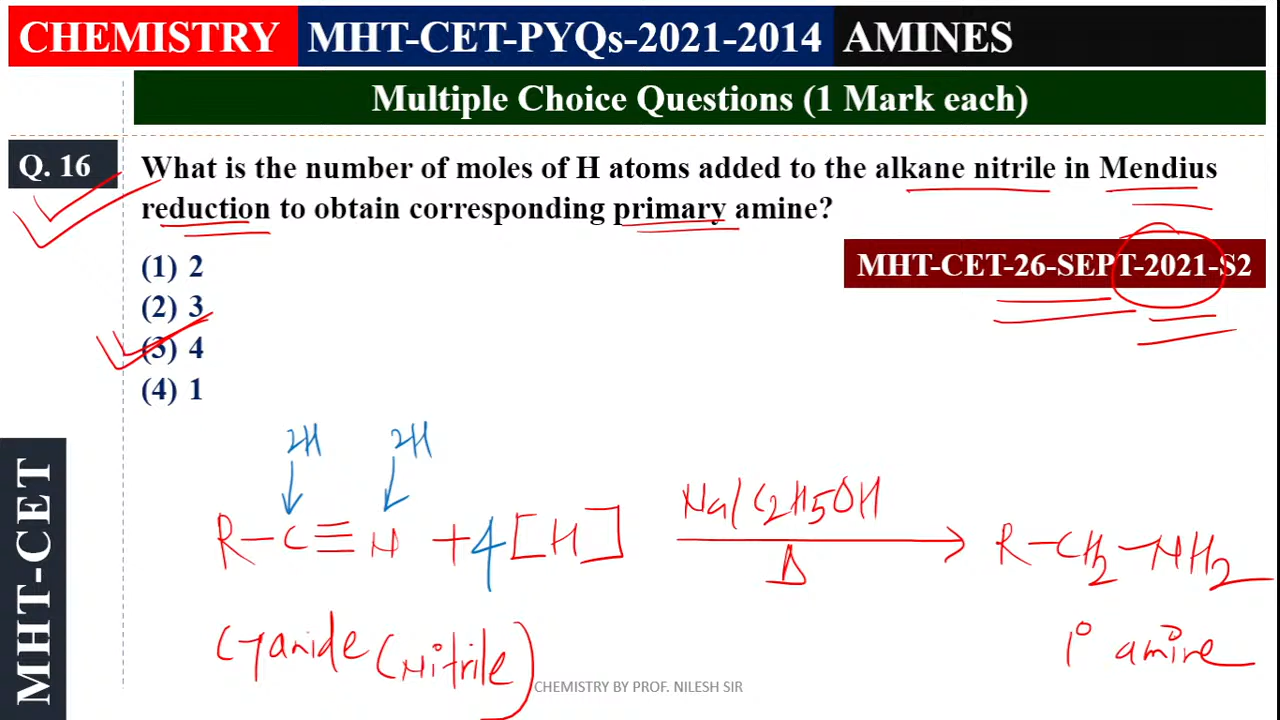 CHEMISTRY MHT-CET-PYQs-2021-2014 AMINES
Multiple Choice Questions (1 Mark each)
Q. 16 What is the number of moles of H atoms added to the alkane nitrile in Mendius
reduction to obtain corresponding primary amine?
MHT-CET-26-SEPT-2021-S2
(1) 2
(2) 3
(3) 4
(4) 1
2H 2H
Na/C2H5OH
R-C≡N +4[H] R-CH2-NH2
Δ
Cyanide (Nitrile) 1° amine
CHEMISTRY BY PROF. NILESH SIR
MHT-CET